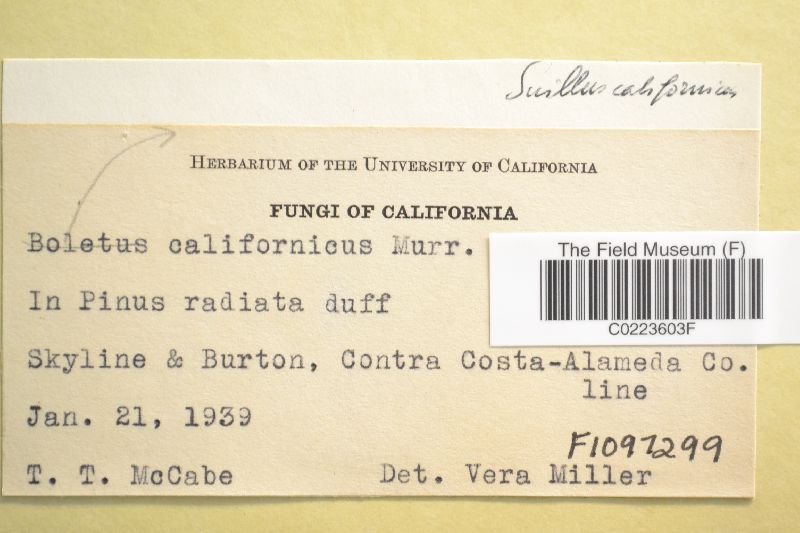 Suillus californicus
HERBARIUM OF THE UNIVERSITY OF CALIFORNIA
FUNGI OF CALIFORNIA
Boletus californicus Murr.
The Field Museum (F)
C0223603F
In Pinus radiata duff
Skyline & Burton, Contra Costa-Alameda Co.
line
Jan. 21, 1939
F1097299
T. T. McCabe Det. Vera Miller